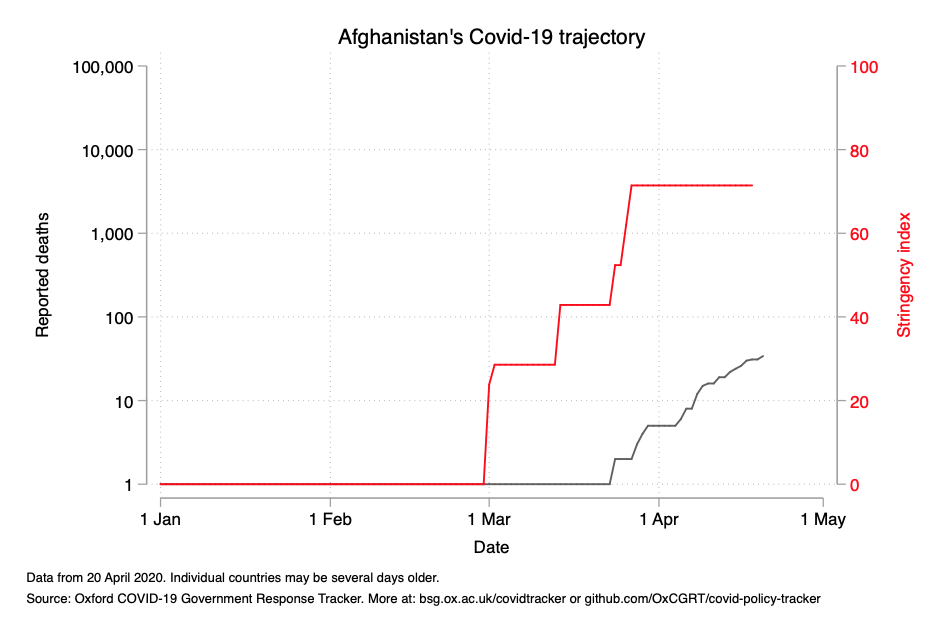 Afghanistan's Covid-19 trajectory
100,000
10,000
1,000
100
10
1
Reported deaths
100
80
60
40
20
0
Stringency index
1 Jan
1 Feb
1 Mar
1 Apr
1 May
Date
Data from 20 April 2020. Individual countries may be several days older.
Source: Oxford COVID-19 Government Response Tracker. More at: bsg.ox.ac.uk/covidtracker or github.com/OxCGRT/covid-policy-tracker